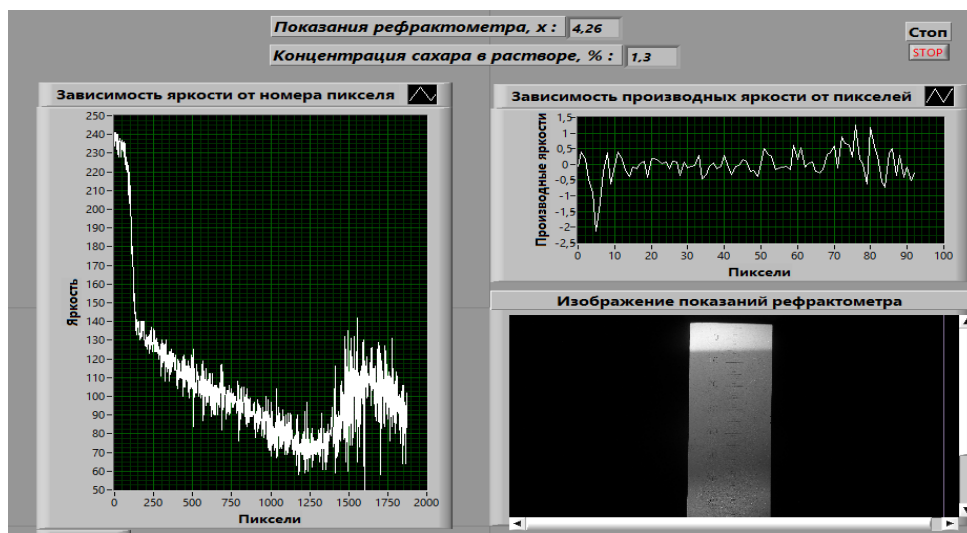 Показания рефрактометра, x : 4,26
Стоп
Концентрация сахара в растворе, % : 1,3
STOP
Зависимость яркости от номера пикселя
250
240
230
220
210
200
190
180
170
160
150
140
130
120
110
100
90
80
70
60
50
Яркость
0 250 500 750 1000 1250 1500 1750 2000
Пиксели
Зависимость производных яркости от пикселей
1,5
1
0,5
0
-0,5
-1
-1,5
-2
-2,5
Производные яркости
0 10 20 30 40 50 60 70 80 90 100
Пиксели
Изображение показаний рефрактометра